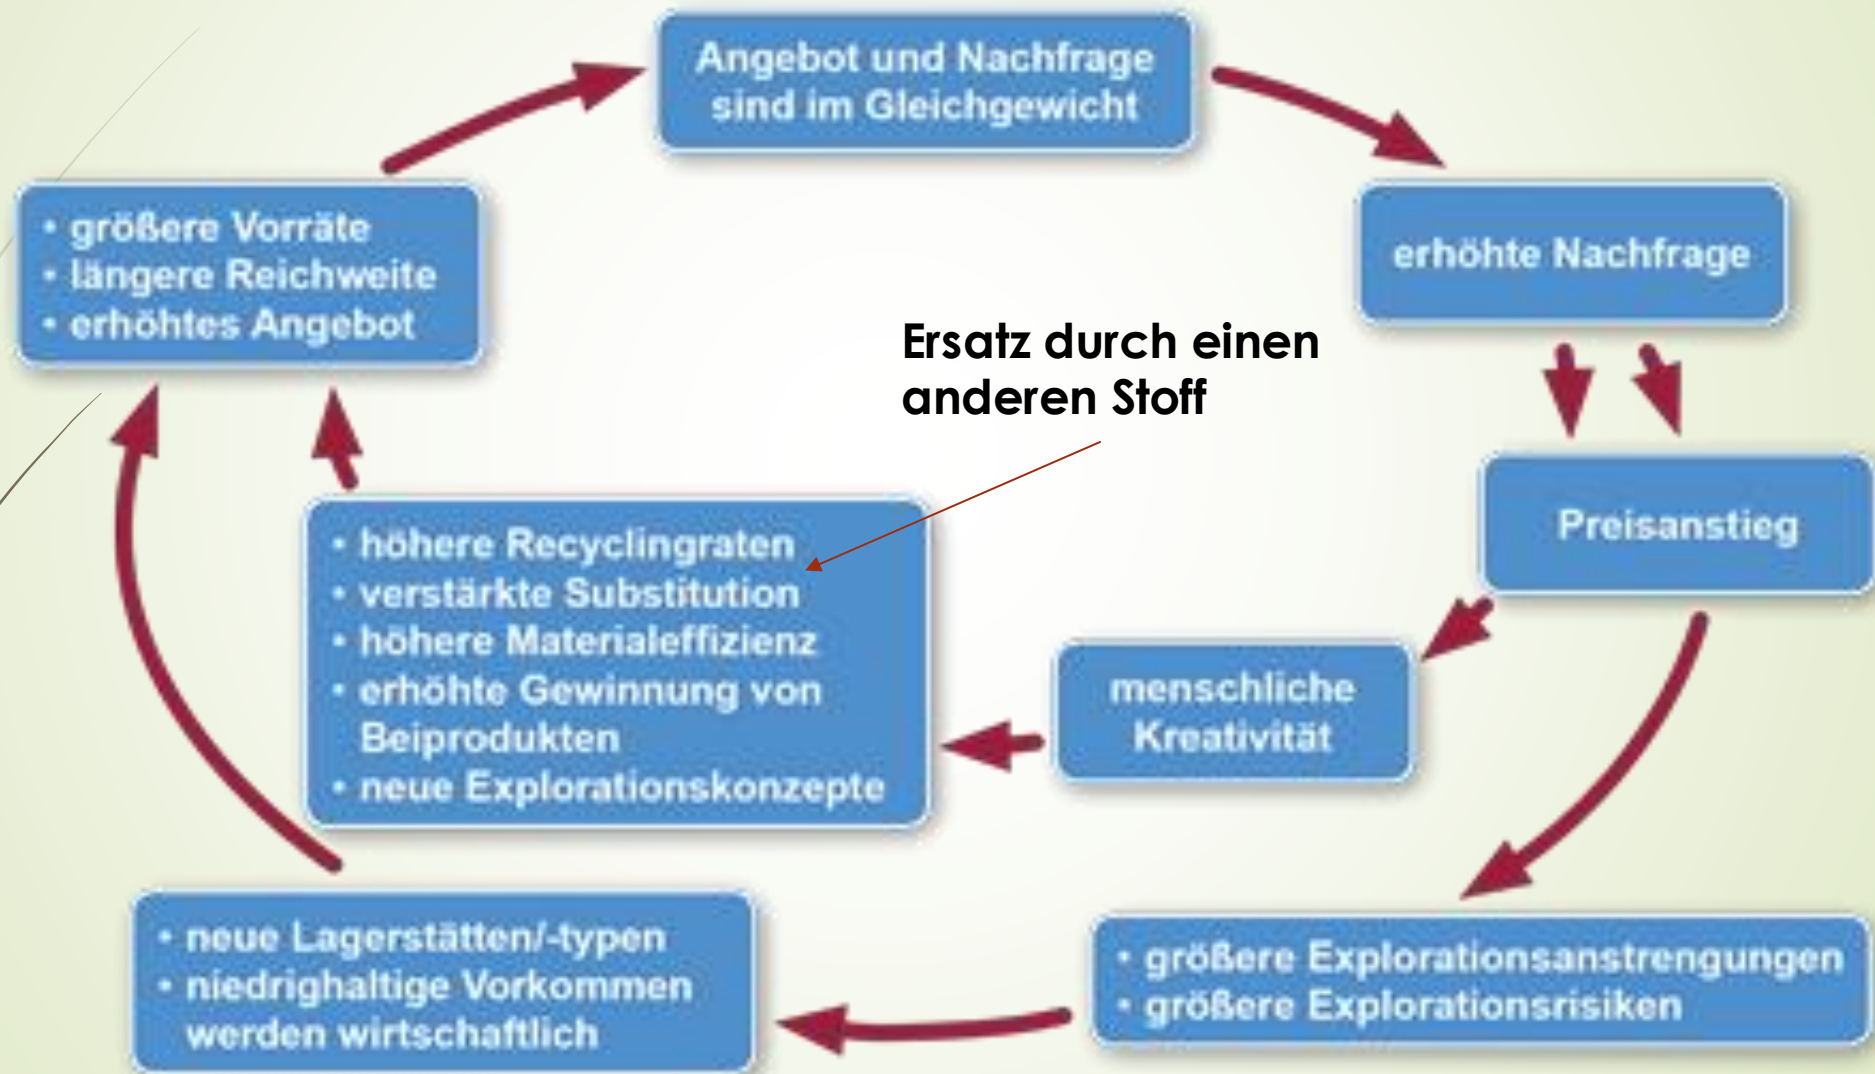 Angebot und Nachfrage
sind im Gleichgewicht
erhöhte Nachfrage
Preisanstieg
menschliche
Kreativität
• größere Explorationsanstrengungen
• größere Explorationsrisiken
• neue Lagerstätten/-typen
• niedrighaltige Vorkommen
werden wirtschaftlich
• höhere Recyclingraten
• verstärkte Substitution
• höhere Materialeffizienz
• erhöhte Gewinnung von
Beiprodukten
• neue Explorationskonzepte
Ersatz durch einen
anderen Stoff
• größere Vorräte
• längere Reichweite
• erhöhtes Angebot